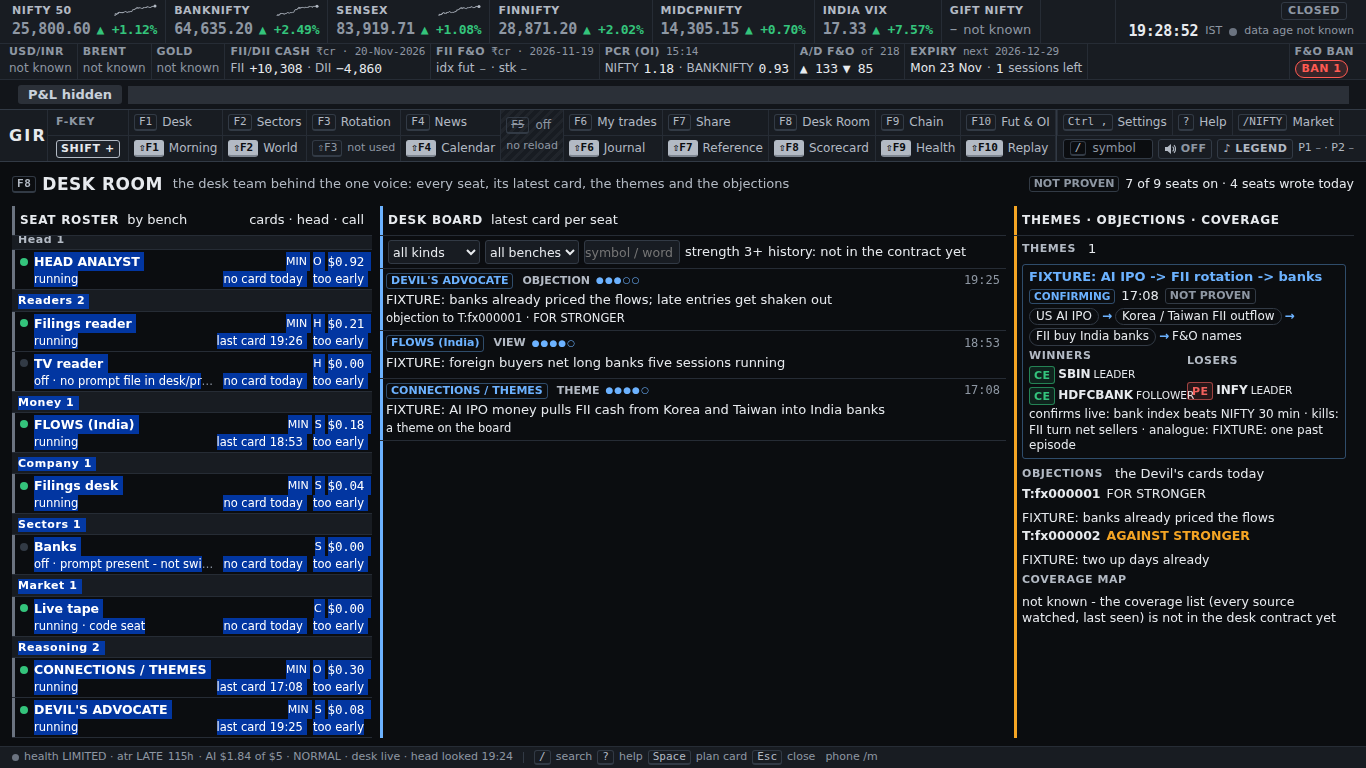 NIFTY 50
25,800.60 ▲ +1.12%
BANKNIFTY
64,635.20 ▲ +2.49%
SENSEX
83,919.71 ▲ +1.08%
FINNIFTY
28,871.20 ▲ +2.02%
MIDCPNIFTY
14,305.15 ▲ +0.70%
INDIA VIX
17.33 ▲ +7.57%
GIFT NIFTY
– not known
CLOSED
19:28:52 IST ● data age not known
USD/INR
not known
BRENT
not known
GOLD
not known
FII/DII CASH ₹cr · 20-Nov-2026
FII +10,308 · DII −4,860
FII F&O ₹cr · 2026-11-19
idx fut – · stk –
PCR (OI) 15:14
NIFTY 1.18 · BANKNIFTY 0.93
A/D F&O of 218
▲ 133 ▼ 85
EXPIRY next 2026-12-29
Mon 23 Nov · 1 sessions left
F&O BAN
BAN 1
P&L hidden
GIR
F-KEY
F1 Desk
F2 Sectors
F3 Rotation
F4 News
F5 off
F6 My trades
F7 Share
F8 Desk Room
F9 Chain
F10 Fut & OI
Ctrl , Settings
? Help
/NIFTY Market
SHIFT +
⇧F1 Morning
⇧F2 World
⇧F3 not used
⇧F4 Calendar
no reload
⇧F6 Journal
⇧F7 Reference
⇧F8 Scorecard
⇧F9 Health
⇧F10 Replay
/ symbol
OFF
♪ LEGEND
P1 – · P2 –
F8 DESK ROOM the desk team behind the one voice: every seat, its latest card, the themes and the objections
NOT PROVEN 7 of 9 seats on · 4 seats wrote today
SEAT ROSTER by bench cards · head · call
Head 1
HEAD ANALYST MIN O $0.92
running no card today too early
Readers 2
Filings reader MIN H $0.21
running last card 19:26 too early
TV reader H $0.00
off · no prompt file in desk/pr… no card today too early
Money 1
FLOWS (India) MIN S $0.18
running last card 18:53 too early
Company 1
Filings desk MIN S $0.04
running no card today too early
Sectors 1
Banks S $0.00
off · prompt present - not swi… no card today too early
Market 1
Live tape C $0.00
running · code seat no card today too early
Reasoning 2
CONNECTIONS / THEMES MIN O $0.30
running last card 17:08 too early
DEVIL'S ADVOCATE MIN S $0.08
running last card 19:25 too early
DESK BOARD latest card per seat
all kinds all benches symbol / word strength 3+ history: not in the contract yet
DEVIL'S ADVOCATE OBJECTION ●●●○○ 19:25
FIXTURE: banks already priced the flows; late entries get shaken out
objection to T:fx000001 · FOR STRONGER
FLOWS (India) VIEW ●●●●○ 18:53
FIXTURE: foreign buyers net long banks five sessions running
CONNECTIONS / THEMES THEME ●●●●○ 17:08
FIXTURE: AI IPO money pulls FII cash from Korea and Taiwan into India banks
a theme on the board
THEMES · OBJECTIONS · COVERAGE
THEMES 1
FIXTURE: AI IPO -> FII rotation -> banks
CONFIRMING 17:08 NOT PROVEN
US AI IPO → Korea / Taiwan FII outflow →
FII buy India banks → F&O names
WINNERS
CE SBIN LEADER
CE HDFCBANK FOLLOWER
LOSERS
PE INFY LEADER
confirms live: bank index beats NIFTY 30 min · kills:
FII turn net sellers · analogue: FIXTURE: one past
episode
OBJECTIONS the Devil's cards today
T:fx000001 FOR STRONGER
FIXTURE: banks already priced the flows
T:fx000002 AGAINST STRONGER
FIXTURE: two up days already
COVERAGE MAP
not known - the coverage list (every source
watched, last seen) is not in the desk contract yet
● health LIMITED · atr LATE 115h · AI $1.84 of $5 · NORMAL · desk live · head looked 19:24 | / search ? help Space plan card Esc close phone /m